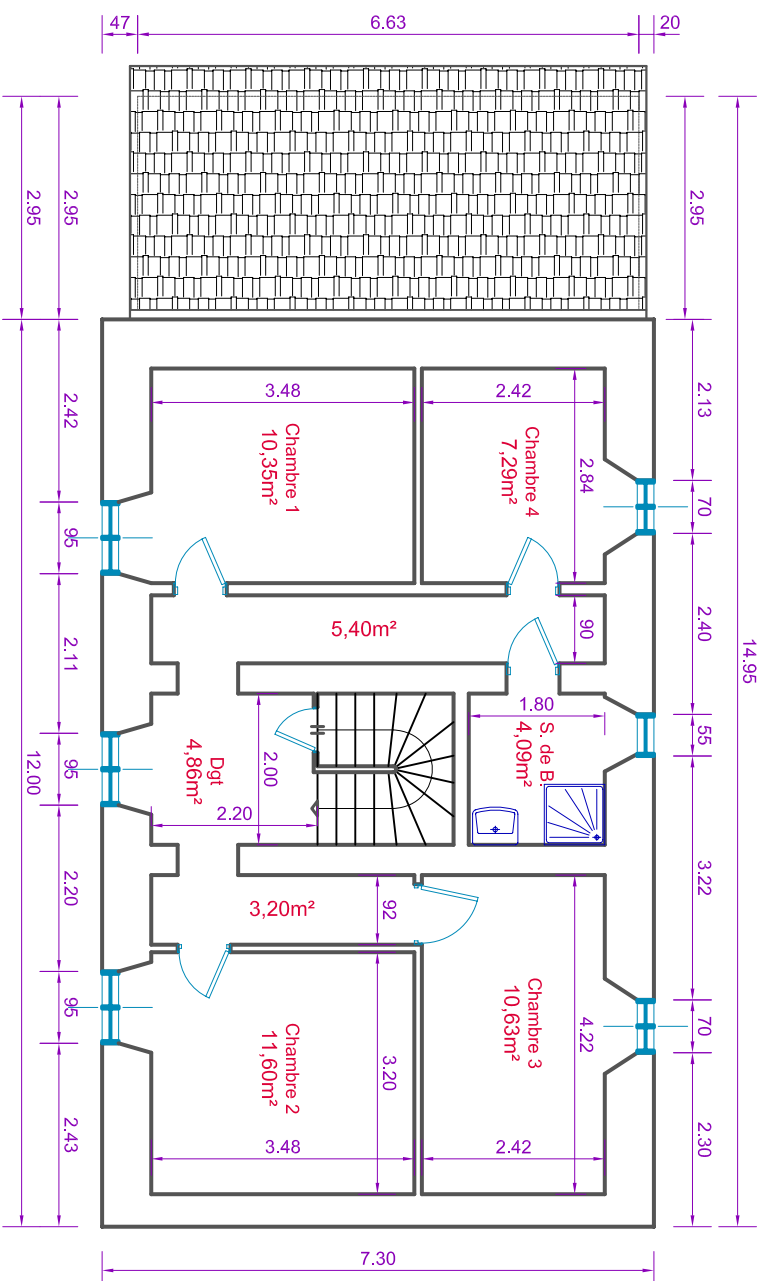 47
6.63
20
2.95
2.95
2.95
14.95
2.42
2.13
3.48
2.42
Chambre 1
10,35m²
Chambre 4
7,29m²
2.84
70
95
2.11
5,40m²
90
2.40
1.80
S. de B.
4,09m²
55
95
12.00
Dgt
4,86m²
2.00
2.20
2.20
3.22
3,20m²
92
95
Chambre 3
10,63m²
4.22
70
Chambre 2
11,60m²
3.20
2.43
3.48
2.42
2.30
7.30